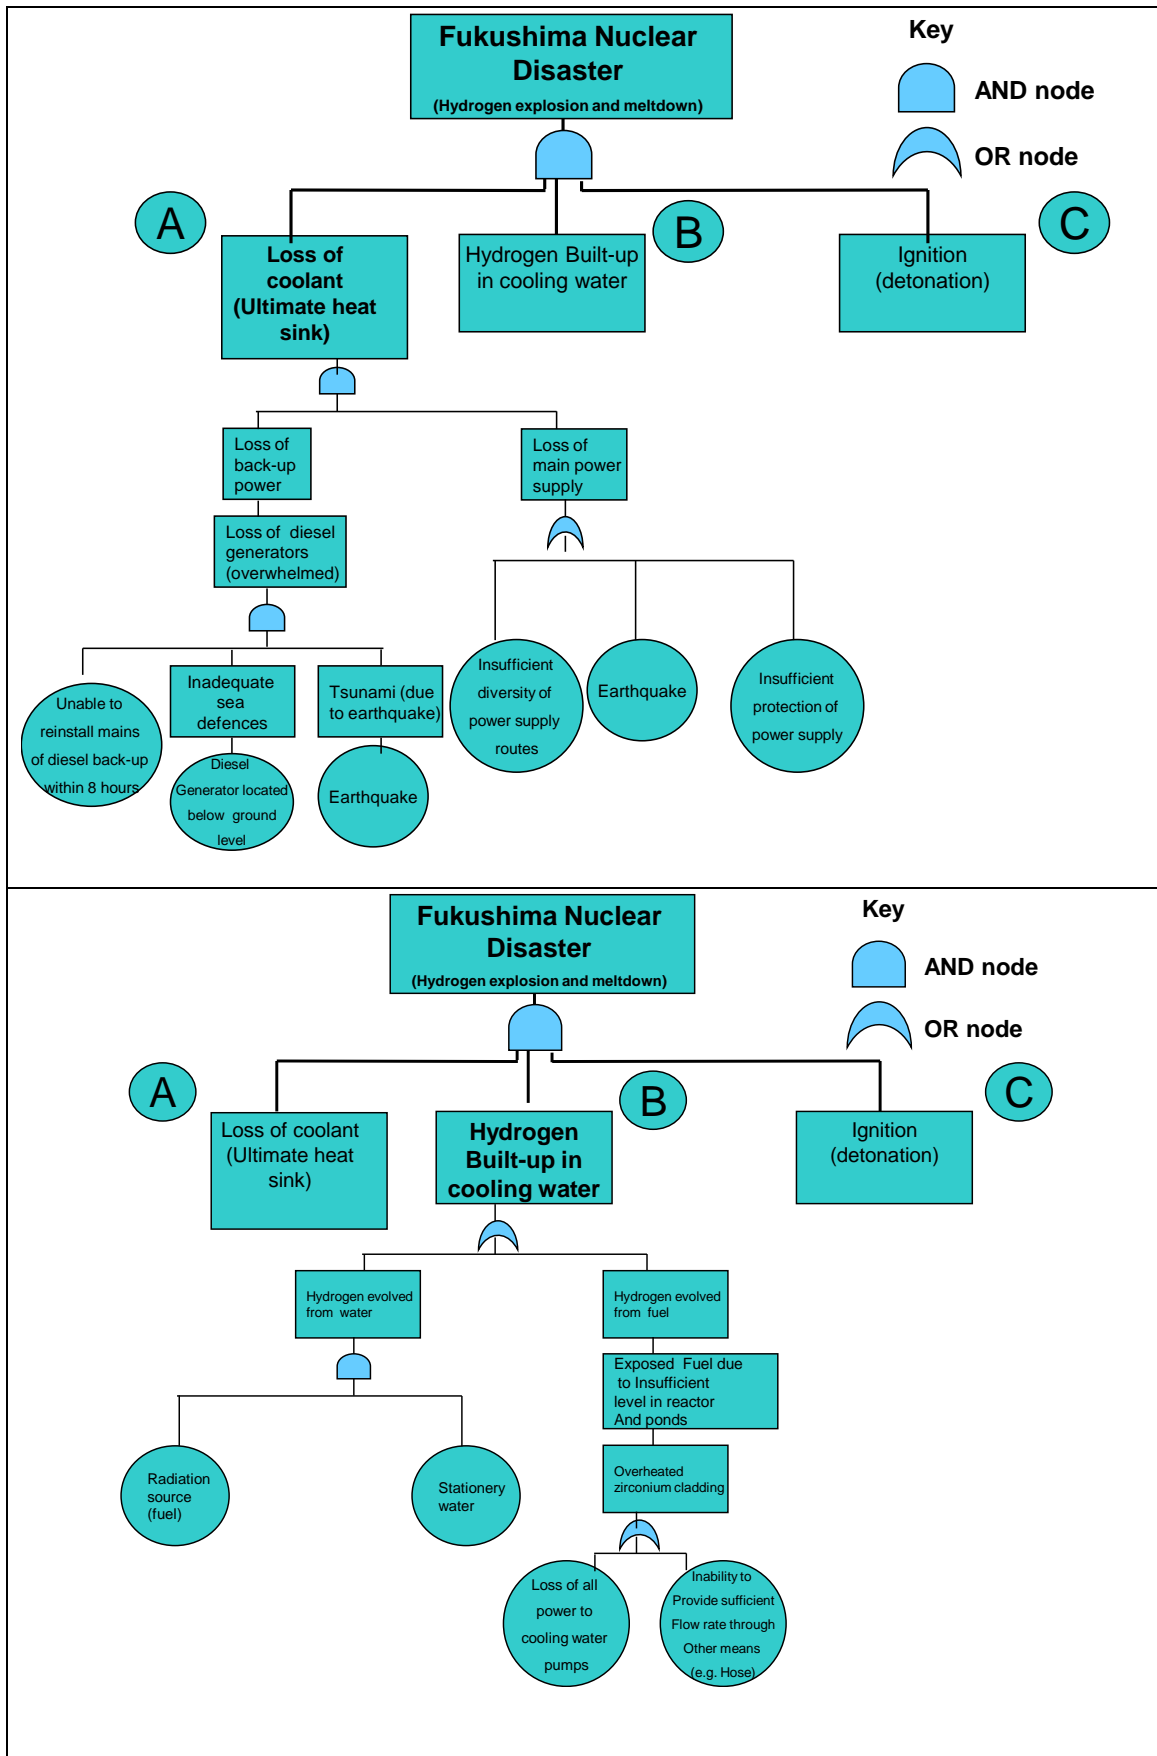 Fukushima Nuclear
Disaster
(Hydrogen explosion and meltdown)
Key
AND node
OR node
A
B
C
Loss of
coolant
(Ultimate heat
sink)
Hydrogen Built-up
in cooling water
Ignition
(detonation)
Loss of
back-up
power
Loss of
main power
supply
Loss of diesel
generators
(overwhelmed)
Unable to
reinstall mains
of diesel back-up
within 8 hours
Inadequate
sea
defences
Tsunami (due
to earthquake)
Diesel
Generator located
below ground
level
Earthquake
Insufficient
diversity of
power supply
routes
Earthquake
Insufficient
protection of
power supply
Fukushima Nuclear
Disaster
(Hydrogen explosion and meltdown)
Key
AND node
OR node
A
B
C
Loss of coolant
(Ultimate heat
sink)
Hydrogen
Built-up in
cooling water
Ignition
(detonation)
Hydrogen evolved
from water
Hydrogen evolved
from fuel
Exposed Fuel due
to Insufficient
level in reactor
And ponds
Overheated
zirconium cladding
Radiation
source
(fuel)
Stationery
water
Loss of all
power to
cooling water
pumps
Inability to
Provide sufficient
Flow rate through
Other means
(e.g. Hose)